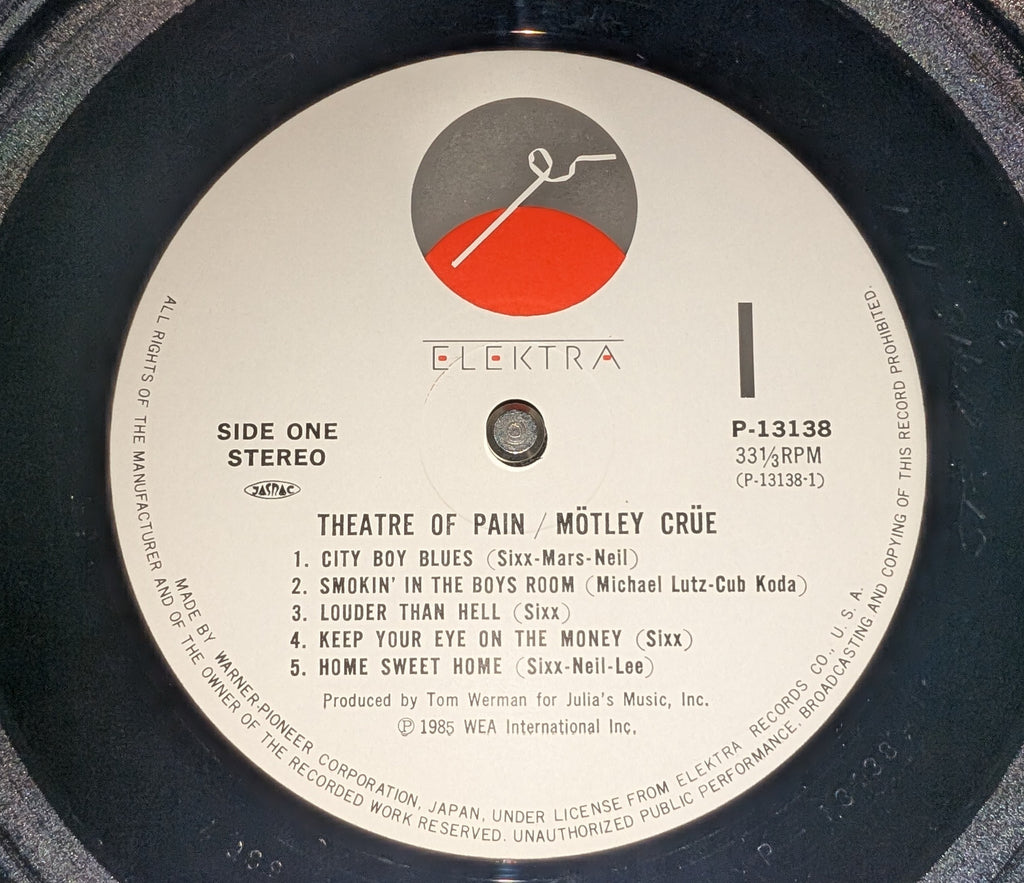 ELEKTRA
SIDE ONE
STEREO
JASRAC
P-13138
33⅓RPM
(P-13138-1)
THEATRE OF PAIN / MÖTLEY CRÜE
1. CITY BOY BLUES (Sixx-Mars-Neil)
2. SMOKIN' IN THE BOYS ROOM (Michael Lutz-Cub Koda)
3. LOUDER THAN HELL (Sixx)
4. KEEP YOUR EYE ON THE MONEY (Sixx)
5. HOME SWEET HOME (Sixx-Neil-Lee)
Produced by Tom Werman for Julia's Music, Inc.
Ⓟ 1985 WEA International Inc.
MADE BY WARNER-PIONEER CORPORATION, JAPAN, UNDER LICENSE FROM ELEKTRA RECORDS CO., U. S. A.
ALL RIGHTS OF THE MANUFACTURER AND OF THE OWNER OF THE RECORDED WORK RESERVED. UNAUTHORIZED PUBLIC PERFORMANCE, BROADCASTING AND COPYING OF THIS RECORD PROHIBITED.